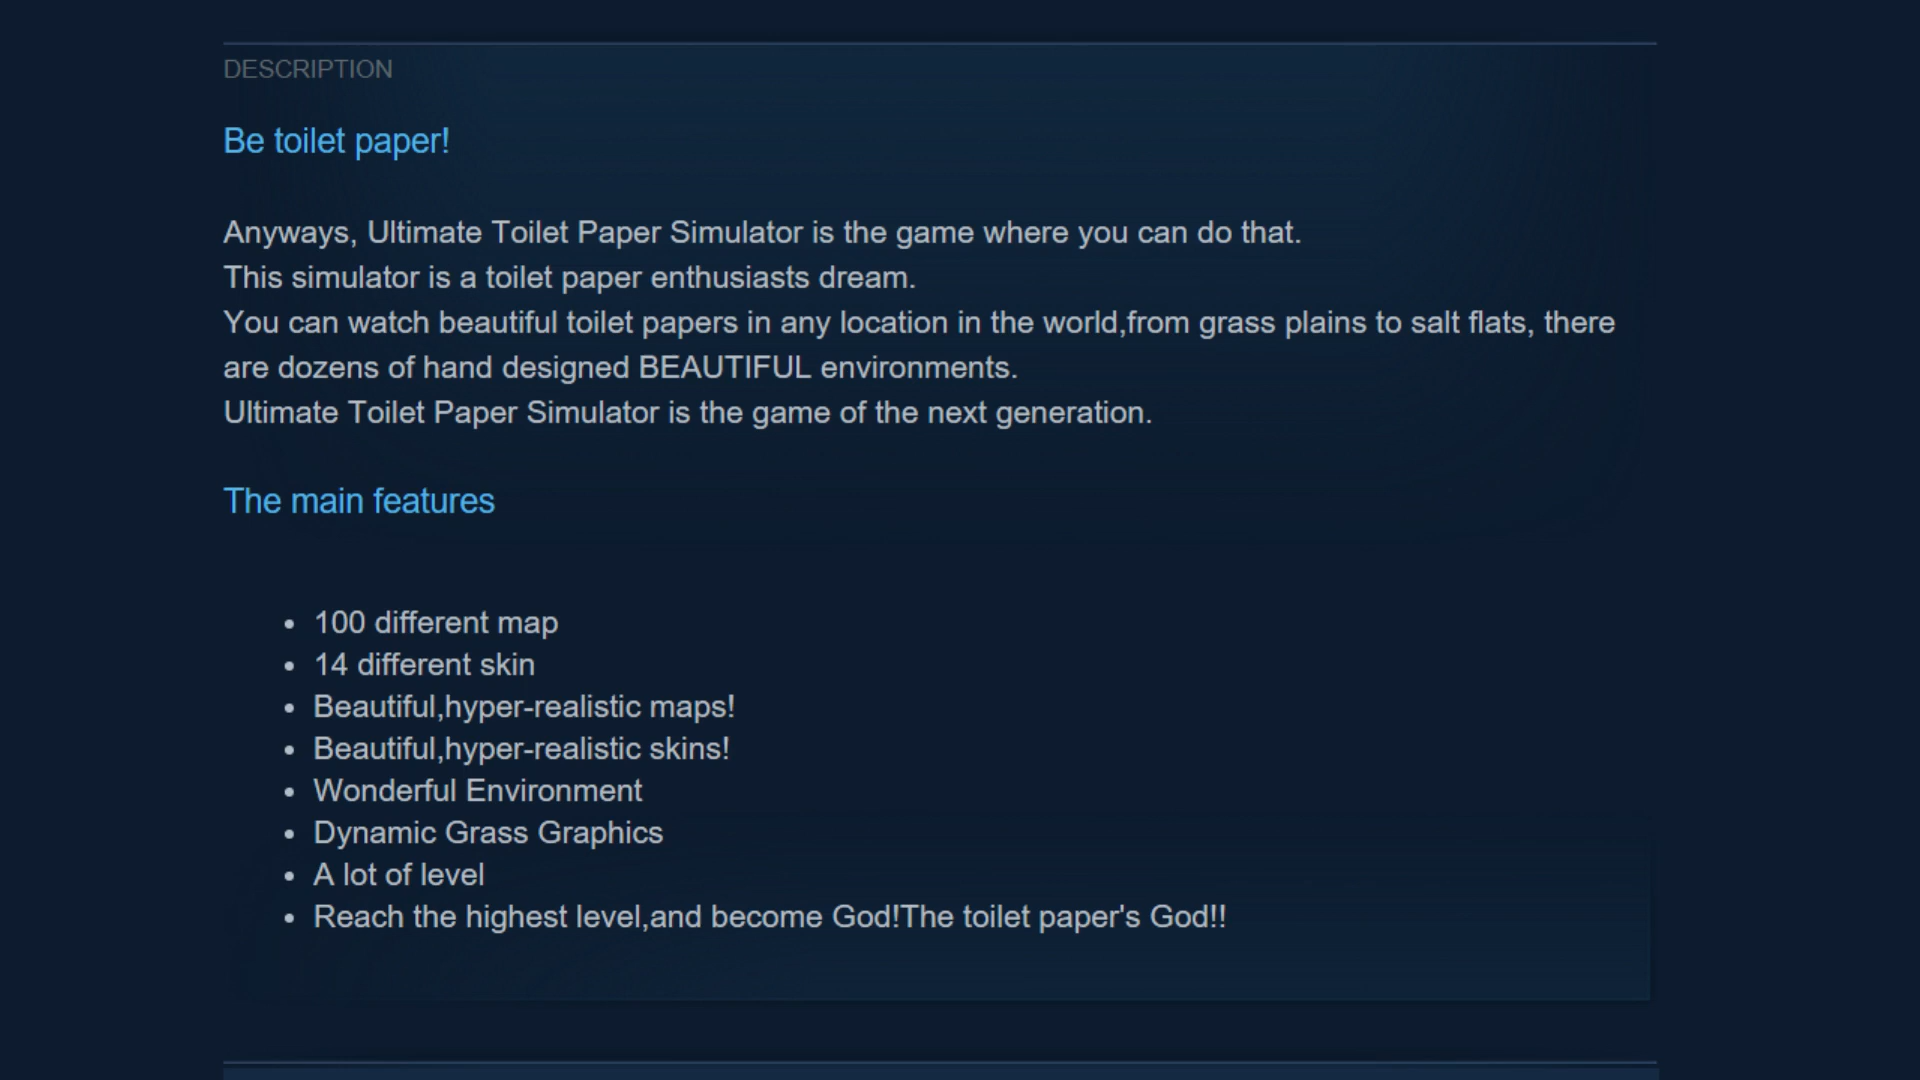 DESCRIPTION
Be toilet paper!
Anyways, Ultimate Toilet Paper Simulator is the game where you can do that.
This simulator is a toilet paper enthusiasts dream.
You can watch beautiful toilet papers in any location in the world,from grass plains to salt flats, there
are dozens of hand designed BEAUTIFUL environments.
Ultimate Toilet Paper Simulator is the game of the next generation.
The main features
• 100 different map
• 14 different skin
• Beautiful,hyper-realistic maps!
• Beautiful,hyper-realistic skins!
• Wonderful Environment
• Dynamic Grass Graphics
• A lot of level
• Reach the highest level,and become God!The toilet paper's God!!